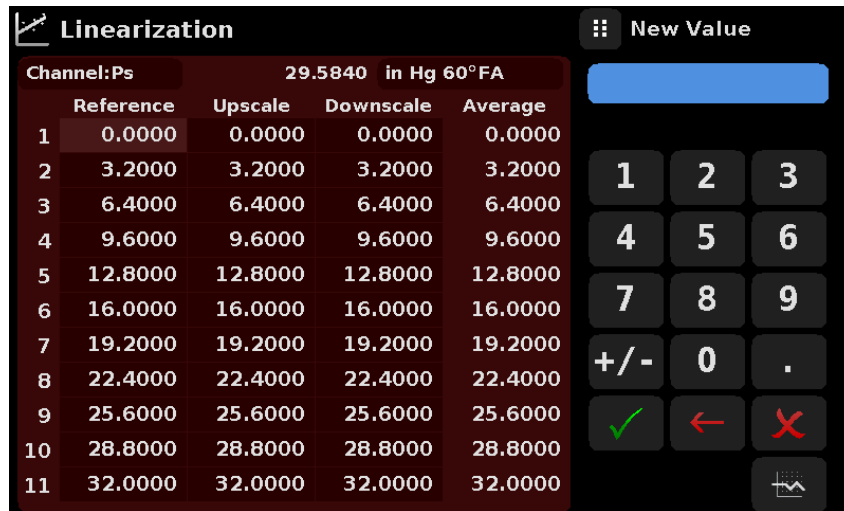 Linearization
Channel:Ps 29.5840 in Hg 60°FA
Reference Upscale Downscale Average
1 0.0000 0.0000 0.0000 0.0000
2 3.2000 3.2000 3.2000 3.2000
3 6.4000 6.4000 6.4000 6.4000
4 9.6000 9.6000 9.6000 9.6000
5 12.8000 12.8000 12.8000 12.8000
6 16.0000 16.0000 16.0000 16.0000
7 19.2000 19.2000 19.2000 19.2000
8 22.4000 22.4000 22.4000 22.4000
9 25.6000 25.6000 25.6000 25.6000
10 28.8000 28.8000 28.8000 28.8000
11 32.0000 32.0000 32.0000 32.0000
New Value
1 2 3
4 5 6
7 8 9
+/- 0 .